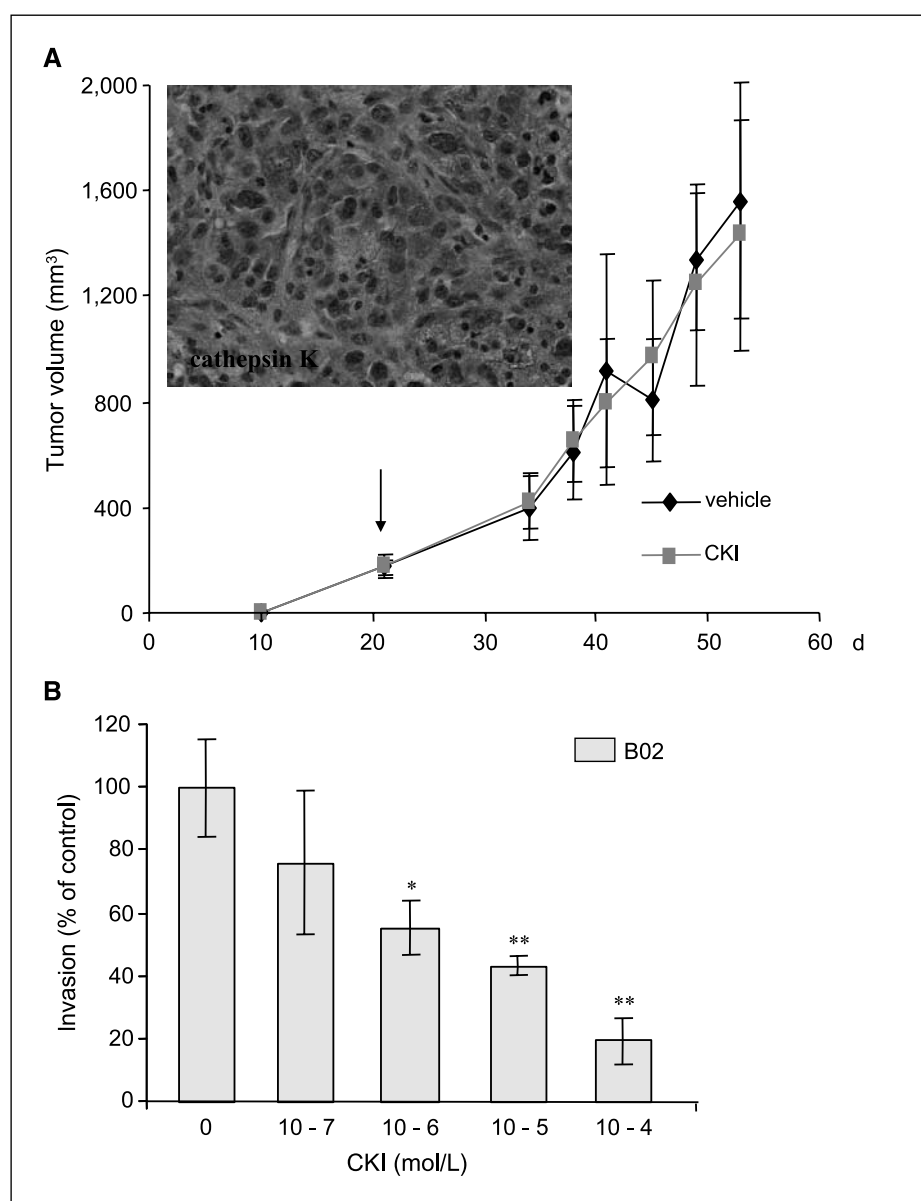 A
Tumor volume (mm³)
2,000
1,600
1,200
800
400
0
cathepsin K
vehicle
CKI
0 10 20 30 40 50 60 d
B
Invasion (% of control)
120
100
80
60
40
20
0
B02
*
**
**
0 10 - 7 10 - 6 10 - 5 10 - 4
CKI (mol/L)